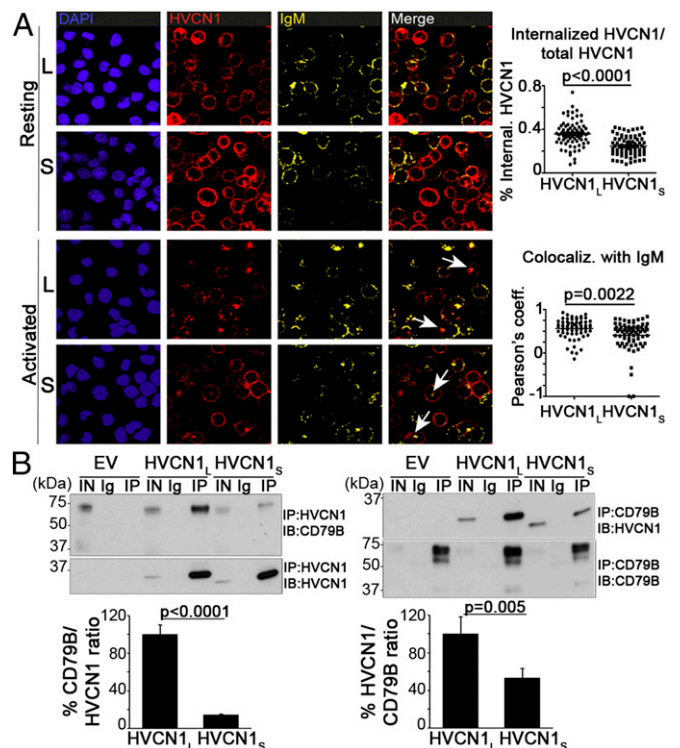 A
DAPI HVCN1 IgM Merge
Resting
L
S
Activated
L
S
Internalized HVCN1/
total HVCN1
p<0.0001
% Internal. HVCN1
0.8
0.4
0
HVCN1L HVCN1S
Colocaliz. with IgM
p=0.0022
Pearson's coeff.
1
0
-1
HVCN1L HVCN1S
B
EV HVCN1L HVCN1S
(kDa) IN Ig IP IN Ig IP IN Ig IP
75
50
37
IP:HVCN1
IB:CD79B
37
IP:HVCN1
IB:HVCN1
EV HVCN1L HVCN1S
(kDa) IN Ig IP IN Ig IP IN Ig IP
37
IP:CD79B
IB:HVCN1
75
50
37
IP:CD79B
IB:CD79B
% CD79B/
HVCN1 ratio
120
80
40
0
p<0.0001
HVCN1L HVCN1S
% HVCN1/
CD79B ratio
120
80
40
0
p=0.005
HVCN1L HVCN1S